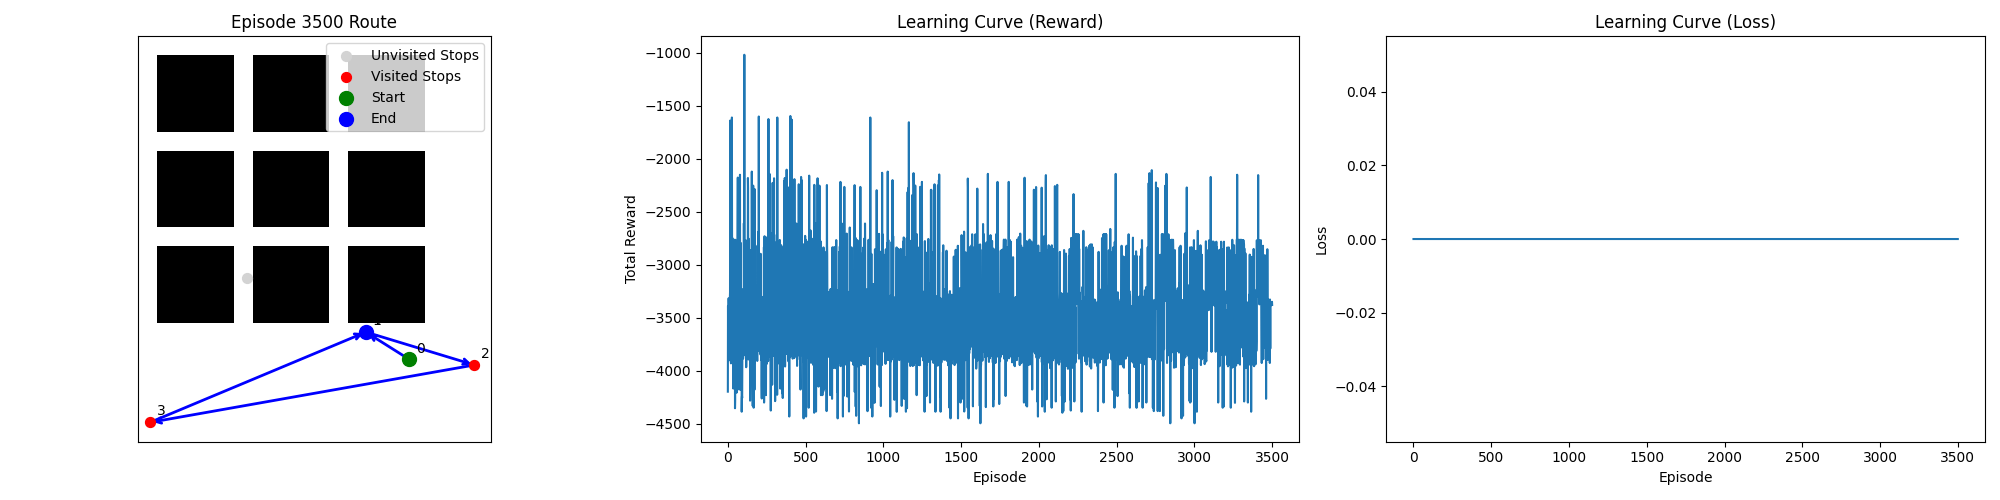 Episode 3500 Route
Unvisited Stops
Visited Stops
Start
End
0
2
3
Learning Curve (Reward)
−1000
−1500
−2000
−2500
−3000
−3500
−4000
−4500
Total Reward
0 500 1000 1500 2000 2500 3000 3500
Episode
Learning Curve (Loss)
0.04
0.02
0.00
−0.02
−0.04
Loss
0 500 1000 1500 2000 2500 3000 3500
Episode